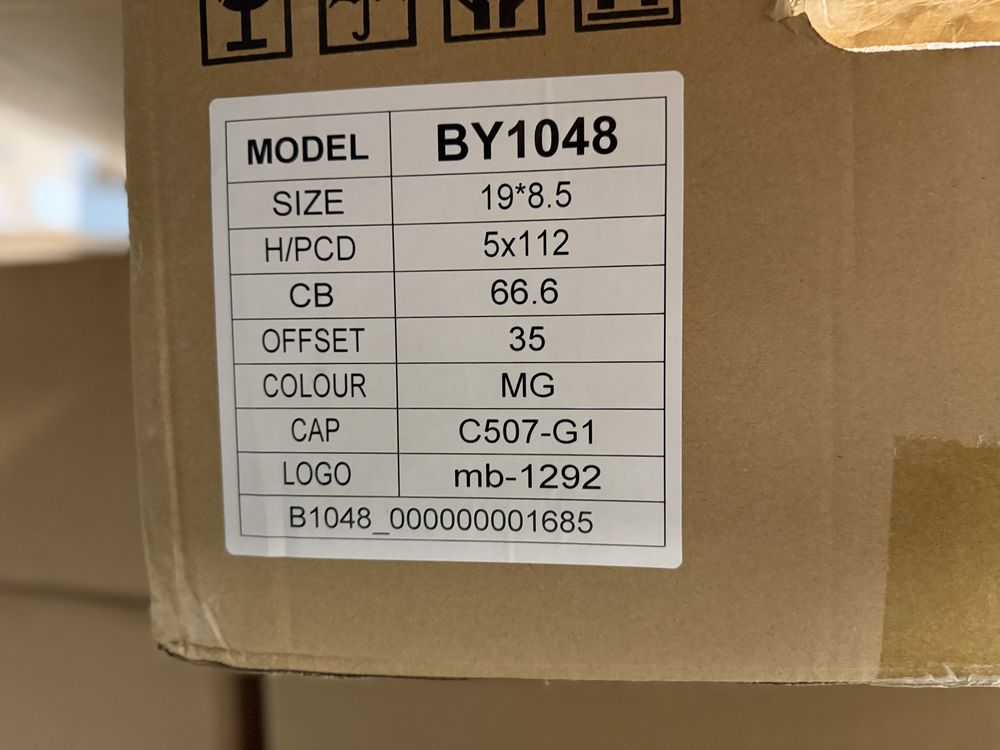 MODEL BY1048
SIZE 19*8.5
H/PCD 5x112
CB 66.6
OFFSET 35
COLOUR MG
CAP C507-G1
LOGO mb-1292
B1048_000000001685